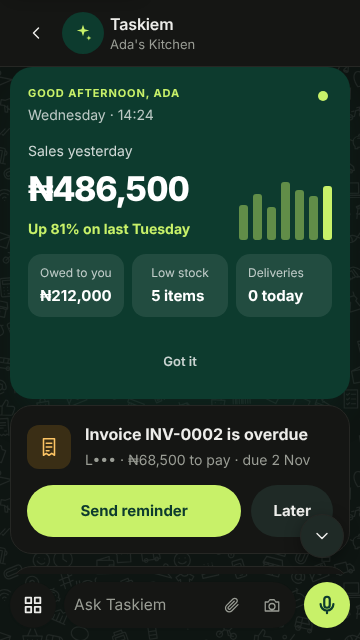 Taskiem
Ada's Kitchen
GOOD AFTERNOON, ADA
Wednesday · 14:24
Sales yesterday
₦486,500
Up 81% on last Tuesday
Owed to you
₦212,000
Low stock
5 items
Deliveries
0 today
Got it
Invoice INV-0002 is overdue
L••• · ₦68,500 to pay · due 2 Nov
Send reminder
Later
Ask Taskiem